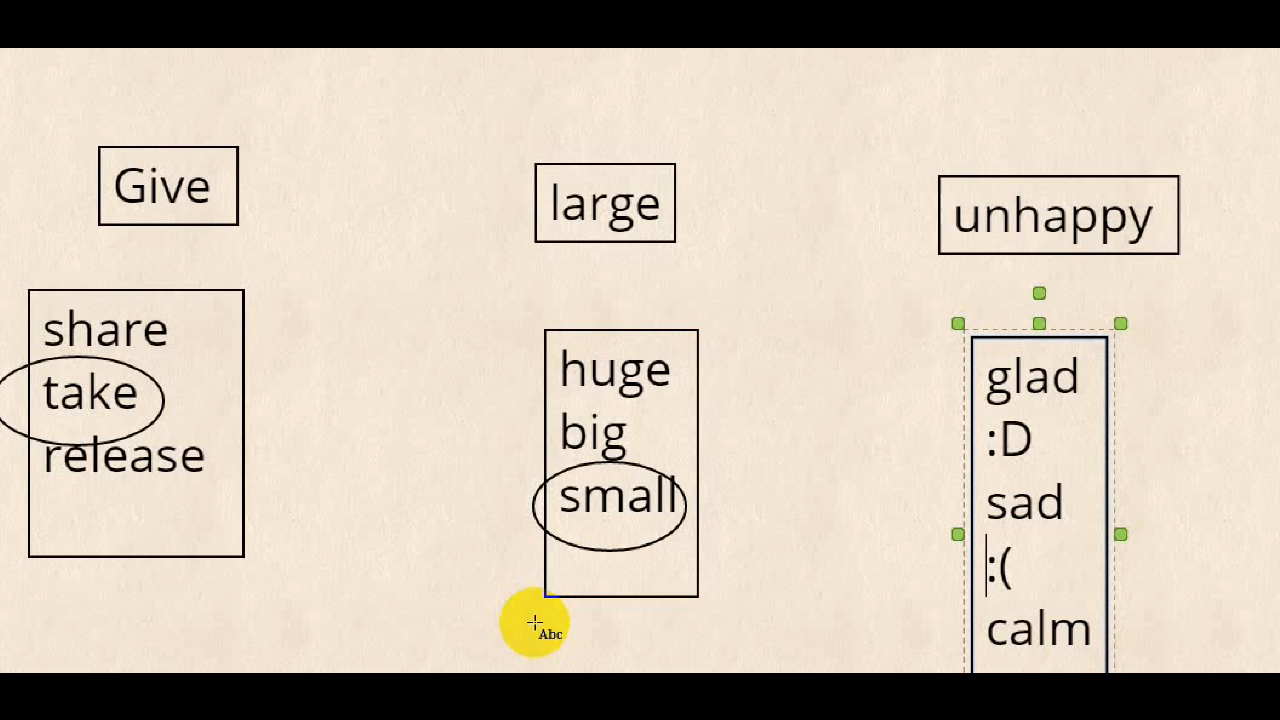 Give
large
unhappy
share
take
release
huge
big
small
glad
:D
sad
:(
calm
Abc